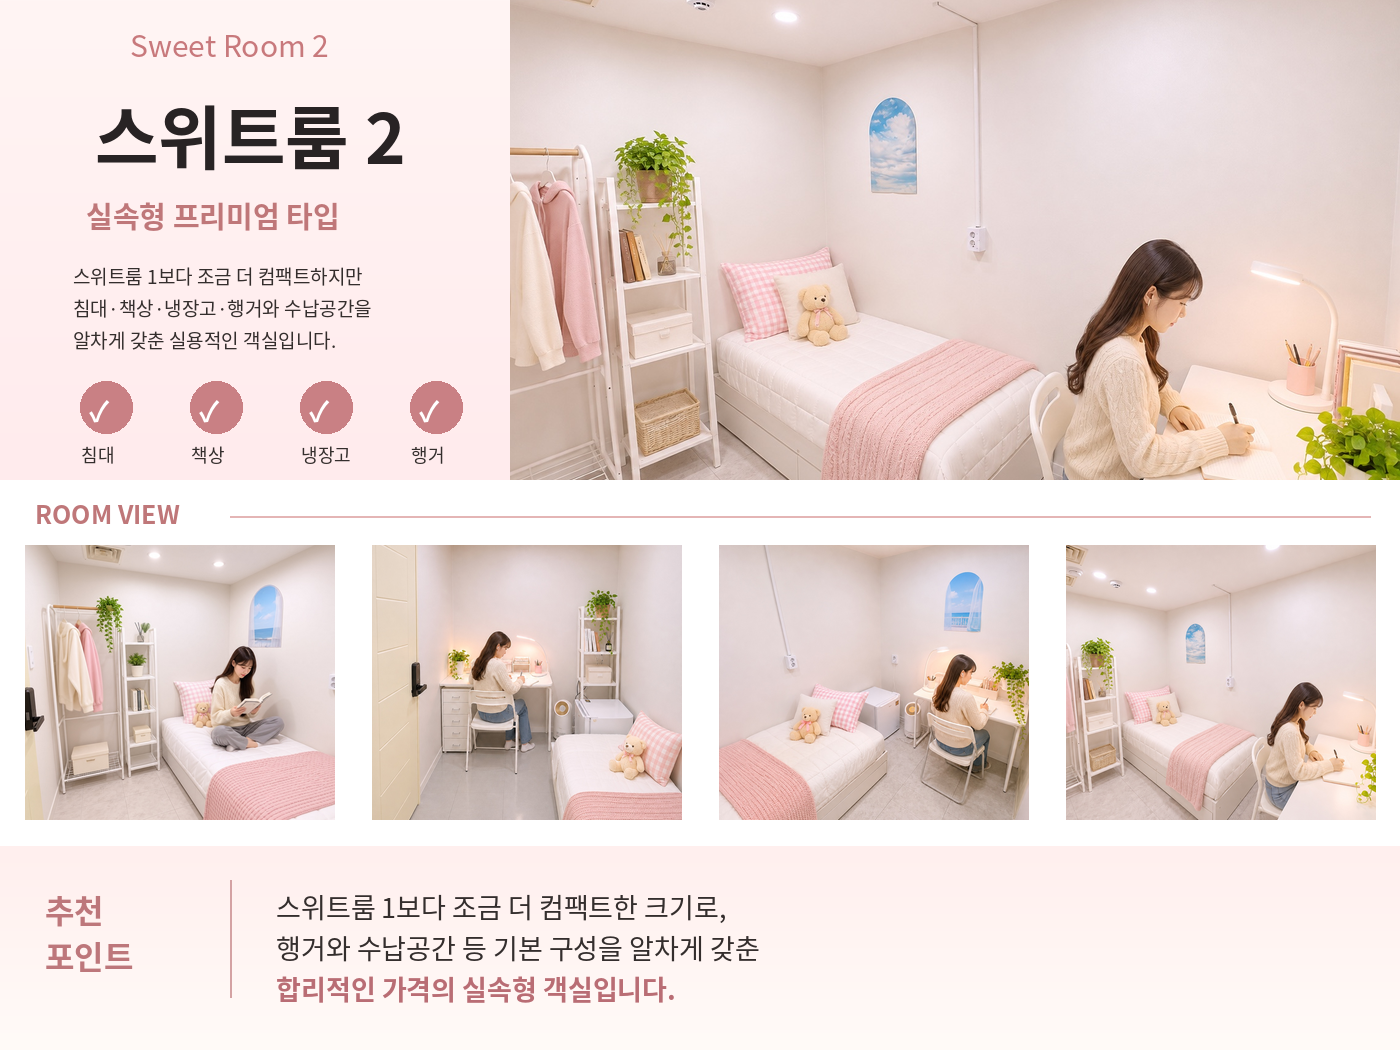 Sweet Room 2
스위트룸 2
실속형 프리미엄 타입
스위트룸 1보다 조금 더 컴팩트하지만
침대·책상·냉장고·행거와 수납공간을
알차게 갖춘 실용적인 객실입니다.
침대
책상
냉장고
행거
ROOM VIEW
추천
포인트
스위트룸 1보다 조금 더 컴팩트한 크기로,
행거와 수납공간 등 기본 구성을 알차게 갖춘
합리적인 가격의 실속형 객실입니다.